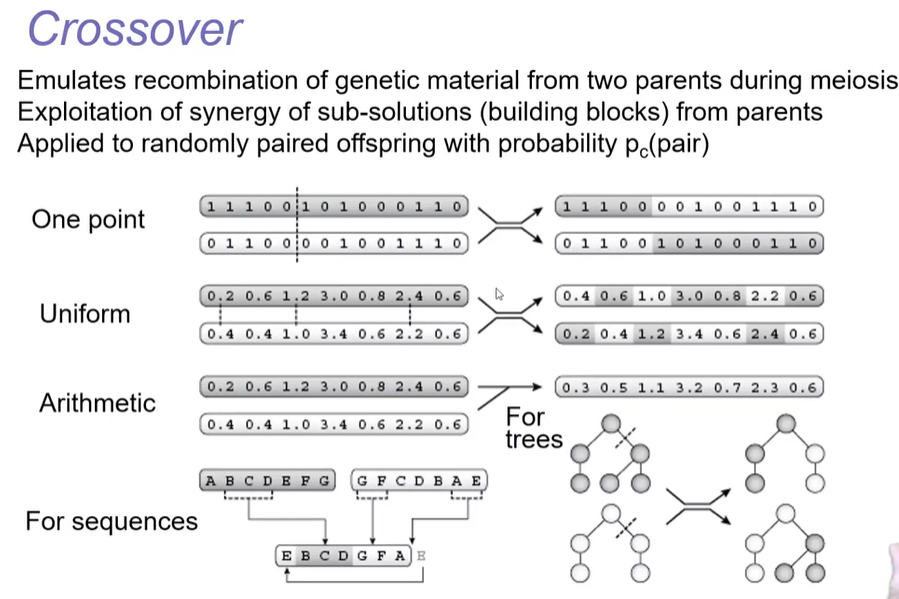 Crossover
Emulates recombination of genetic material from two parents during meiosis
Exploitation of synergy of sub-solutions (building blocks) from parents
Applied to randomly paired offspring with probability pc(pair)
One point
1 1 1 0 0 1 0 1 0 0 0 1 1 0
0 1 1 0 0 0 0 1 0 0 1 1 1 0
1 1 1 0 0 0 0 1 0 0 1 1 1 0
0 1 1 0 0 1 0 1 0 0 0 1 1 0
Uniform
0.2 0.6 1.2 3.0 0.8 2.4 0.6
0.4 0.4 1.0 3.4 0.6 2.2 0.6
0.4 0.6 1.0 3.0 0.8 2.2 0.6
0.2 0.4 1.2 3.4 0.6 2.4 0.6
Arithmetic
0.2 0.6 1.2 3.0 0.8 2.4 0.6
0.4 0.4 1.0 3.4 0.6 2.2 0.6
0.3 0.5 1.1 3.2 0.7 2.3 0.6
For
trees
For sequences
A B C D E F G
G F C D B A E
E B C D G F A E